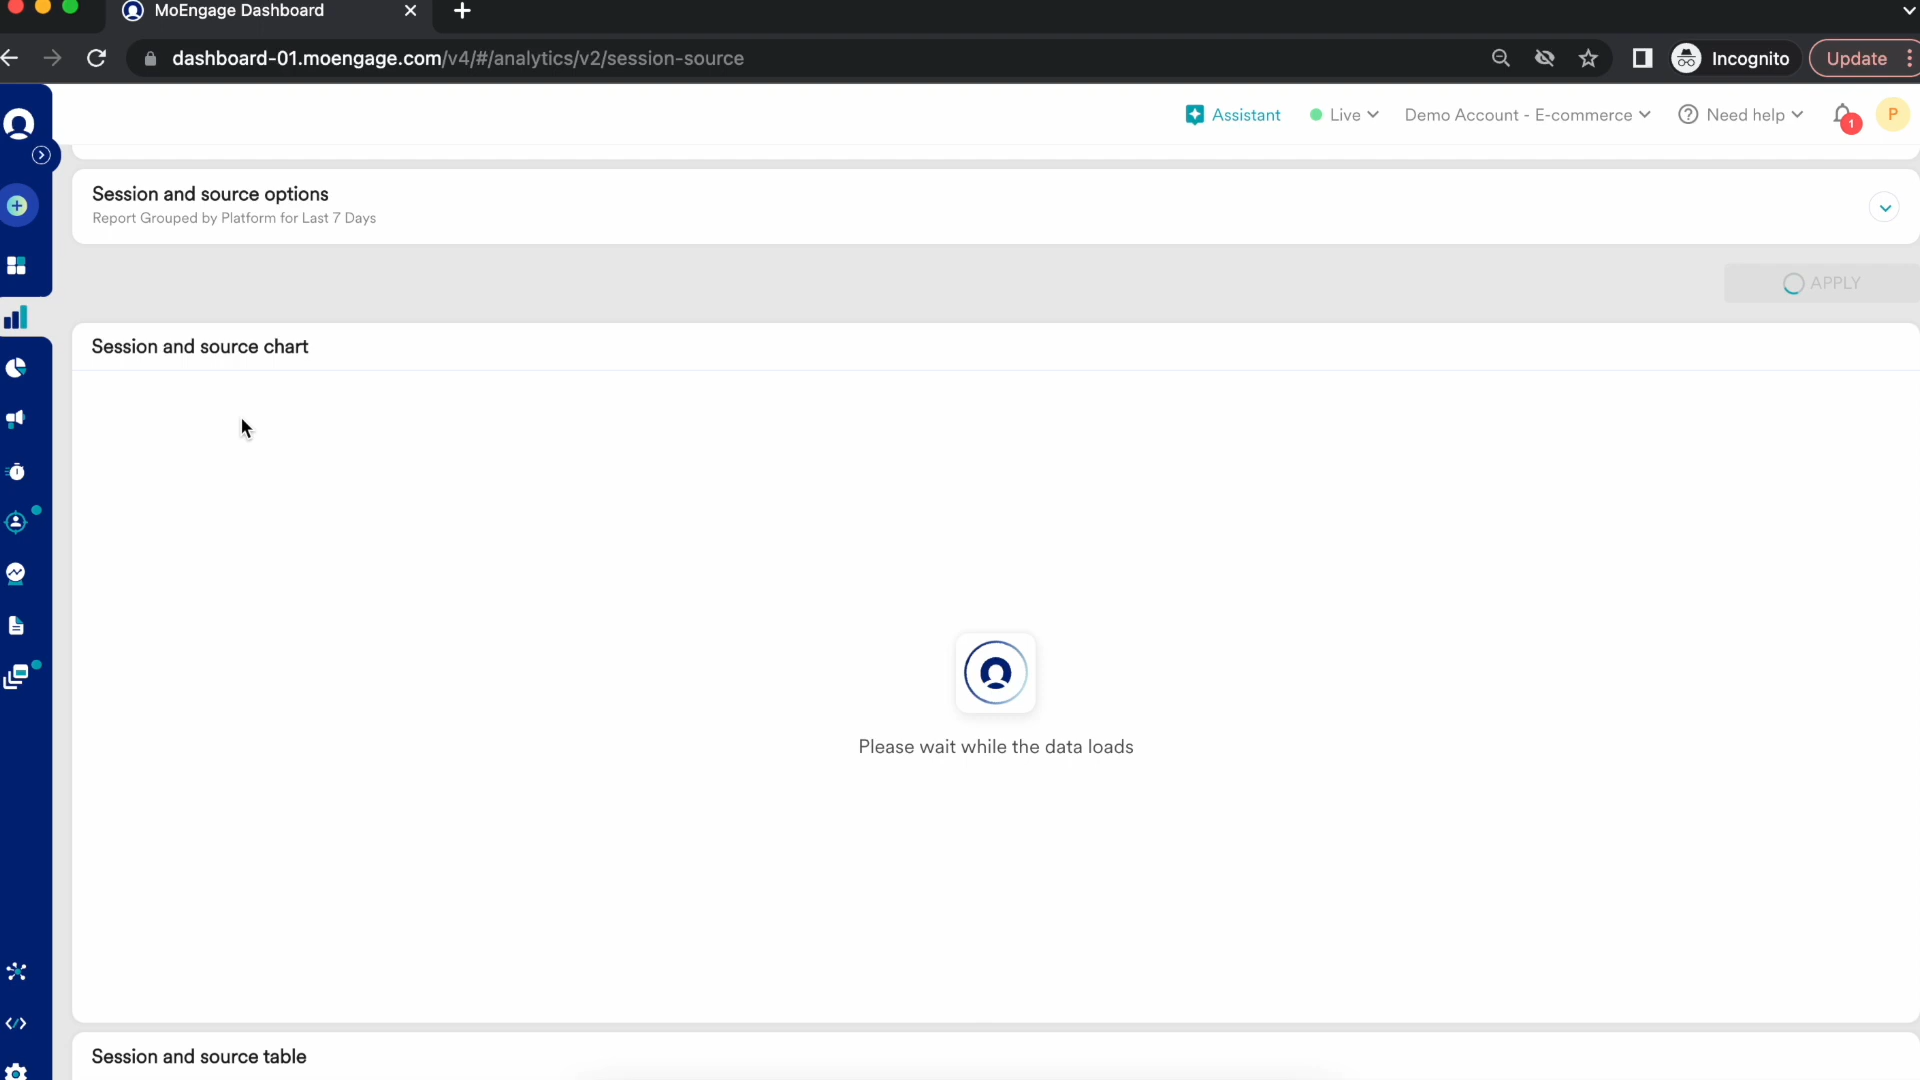 MoEngage Dashboard
dashboard-01.moengage.com/v4/#/analytics/v2/session-source
Incognito
Update
Assistant
Live
Demo Account - E-commerce
Need help
1
P
Session and source options
Report Grouped by Platform for Last 7 Days
APPLY
Session and source chart
Please wait while the data loads
Session and source table